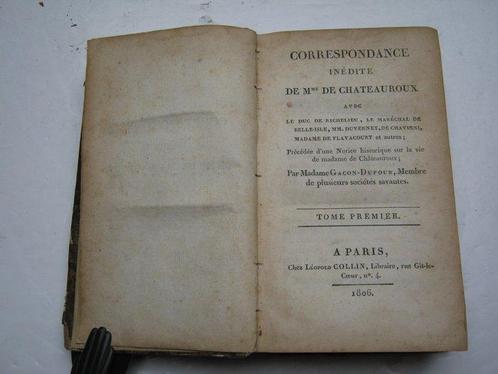 CORRESPONDANCE
INÉDITE
DE Mme DE CHATEAUROUX
AVEC
LE DUC DE RICHELIEU, LE MARÉCHAL DE
BELLE-ISLE, MM. DUVERNEY, DE CHAVIGNI,
MADAME DE FLAVACOURT et autres;
Précédée d'une Notice historique sur la vie
de madame de Châteauroux;
Par Madame GACON-DUFOUR, Membre
de plusieurs sociétés savantes.
TOME PREMIER.
A PARIS,
Chez Léopold COLLIN, Libraire, rue Gît-le-
Cœur, n°. 4.
1806.